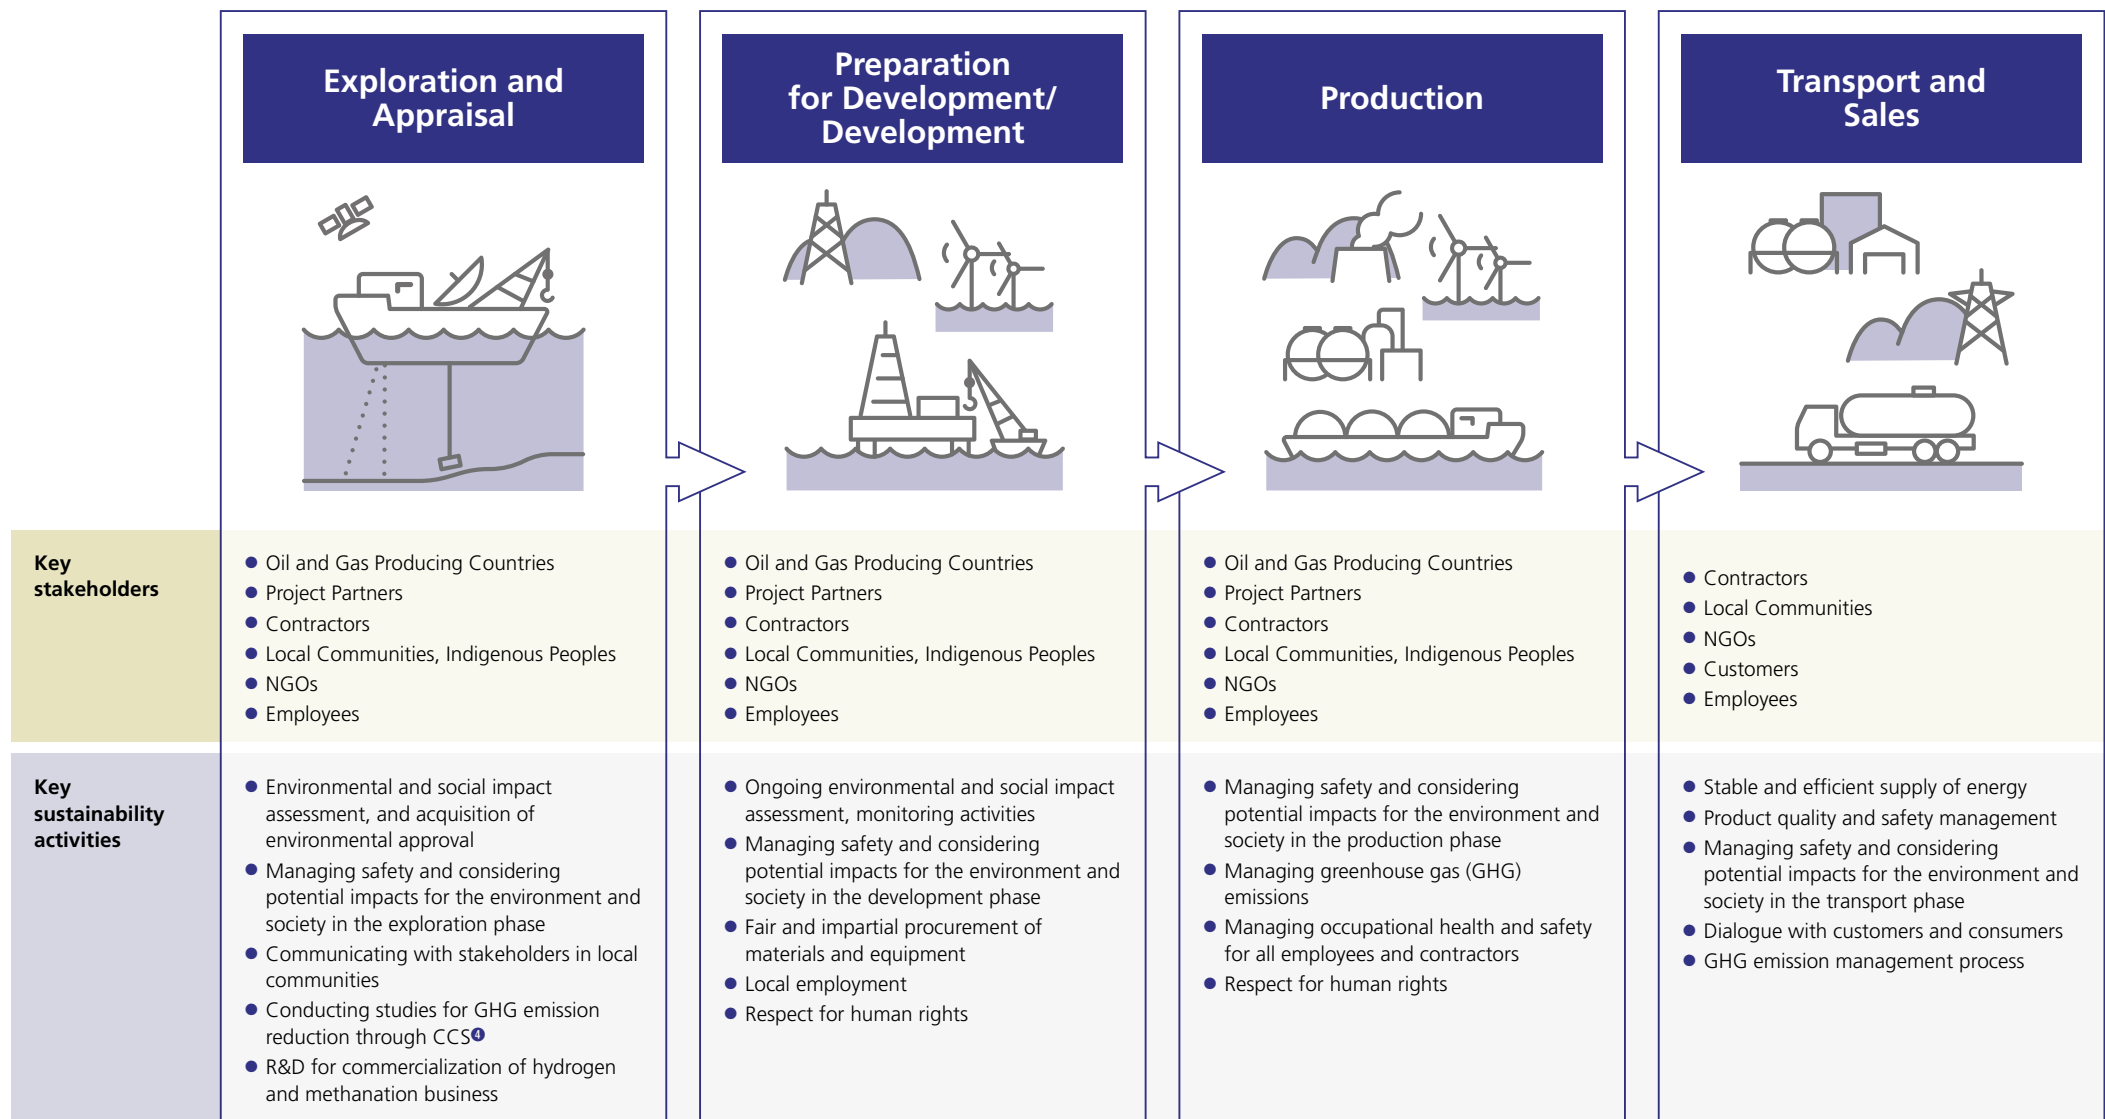 Exploration and
Appraisal
Preparation
for Development/
Development
Production
Transport and
Sales
Key
stakeholders
● Oil and Gas Producing Countries
● Project Partners
● Contractors
● Local Communities, Indigenous Peoples
● NGOs
● Employees
● Oil and Gas Producing Countries
● Project Partners
● Contractors
● Local Communities, Indigenous Peoples
● NGOs
● Employees
● Oil and Gas Producing Countries
● Project Partners
● Contractors
● Local Communities, Indigenous Peoples
● NGOs
● Employees
● Contractors
● Local Communities
● NGOs
● Customers
● Employees
Key
sustainability
activities
● Environmental and social impact
assessment, and acquisition of
environmental approval
● Managing safety and considering
potential impacts for the environment and
society in the exploration phase
● Communicating with stakeholders in local
communities
● Conducting studies for GHG emission
reduction through CCS❹
● R&D for commercialization of hydrogen
and methanation business
● Ongoing environmental and social impact
assessment, monitoring activities
● Managing safety and considering
potential impacts for the environment and
society in the development phase
● Fair and impartial procurement of
materials and equipment
● Local employment
● Respect for human rights
● Managing safety and considering
potential impacts for the environment and
society in the production phase
● Managing greenhouse gas (GHG)
emissions
● Managing occupational health and safety
for all employees and contractors
● Respect for human rights
● Stable and efficient supply of energy
● Product quality and safety management
● Managing safety and considering
potential impacts for the environment and
society in the transport phase
● Dialogue with customers and consumers
● GHG emission management process